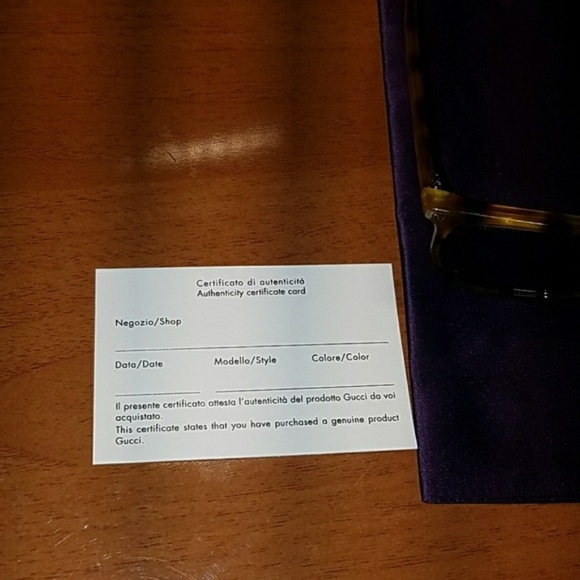 Certificato di autenticità
Authenticity certificate card
Negozio/Shop
Data/Date Modello/Style Colore/Color
Il presente certificato attesta l'autenticità del prodotto Gucci da voi
acquistato.
This certificate states that you have purchased a genuine product
Gucci.